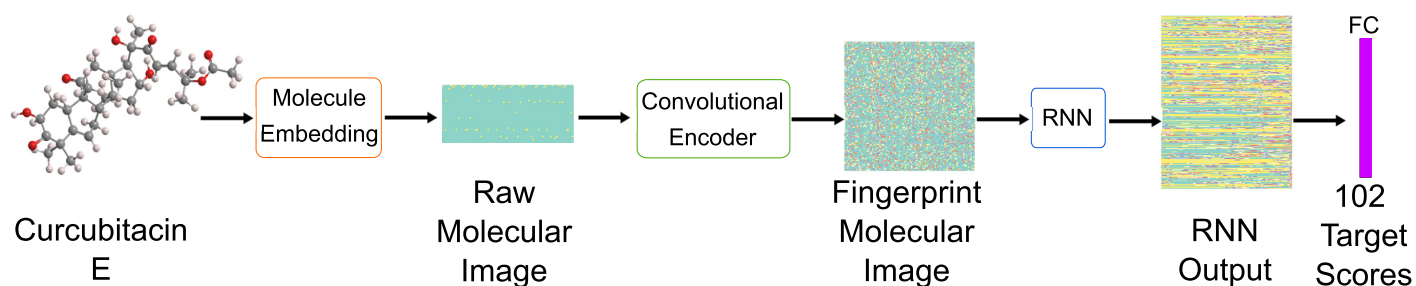 Curcubitacin
E
Molecule
Embedding
Raw
Molecular
Image
Convolutional
Encoder
Fingerprint
Molecular
Image
RNN
RNN
Output
FC
102
Target
Scores